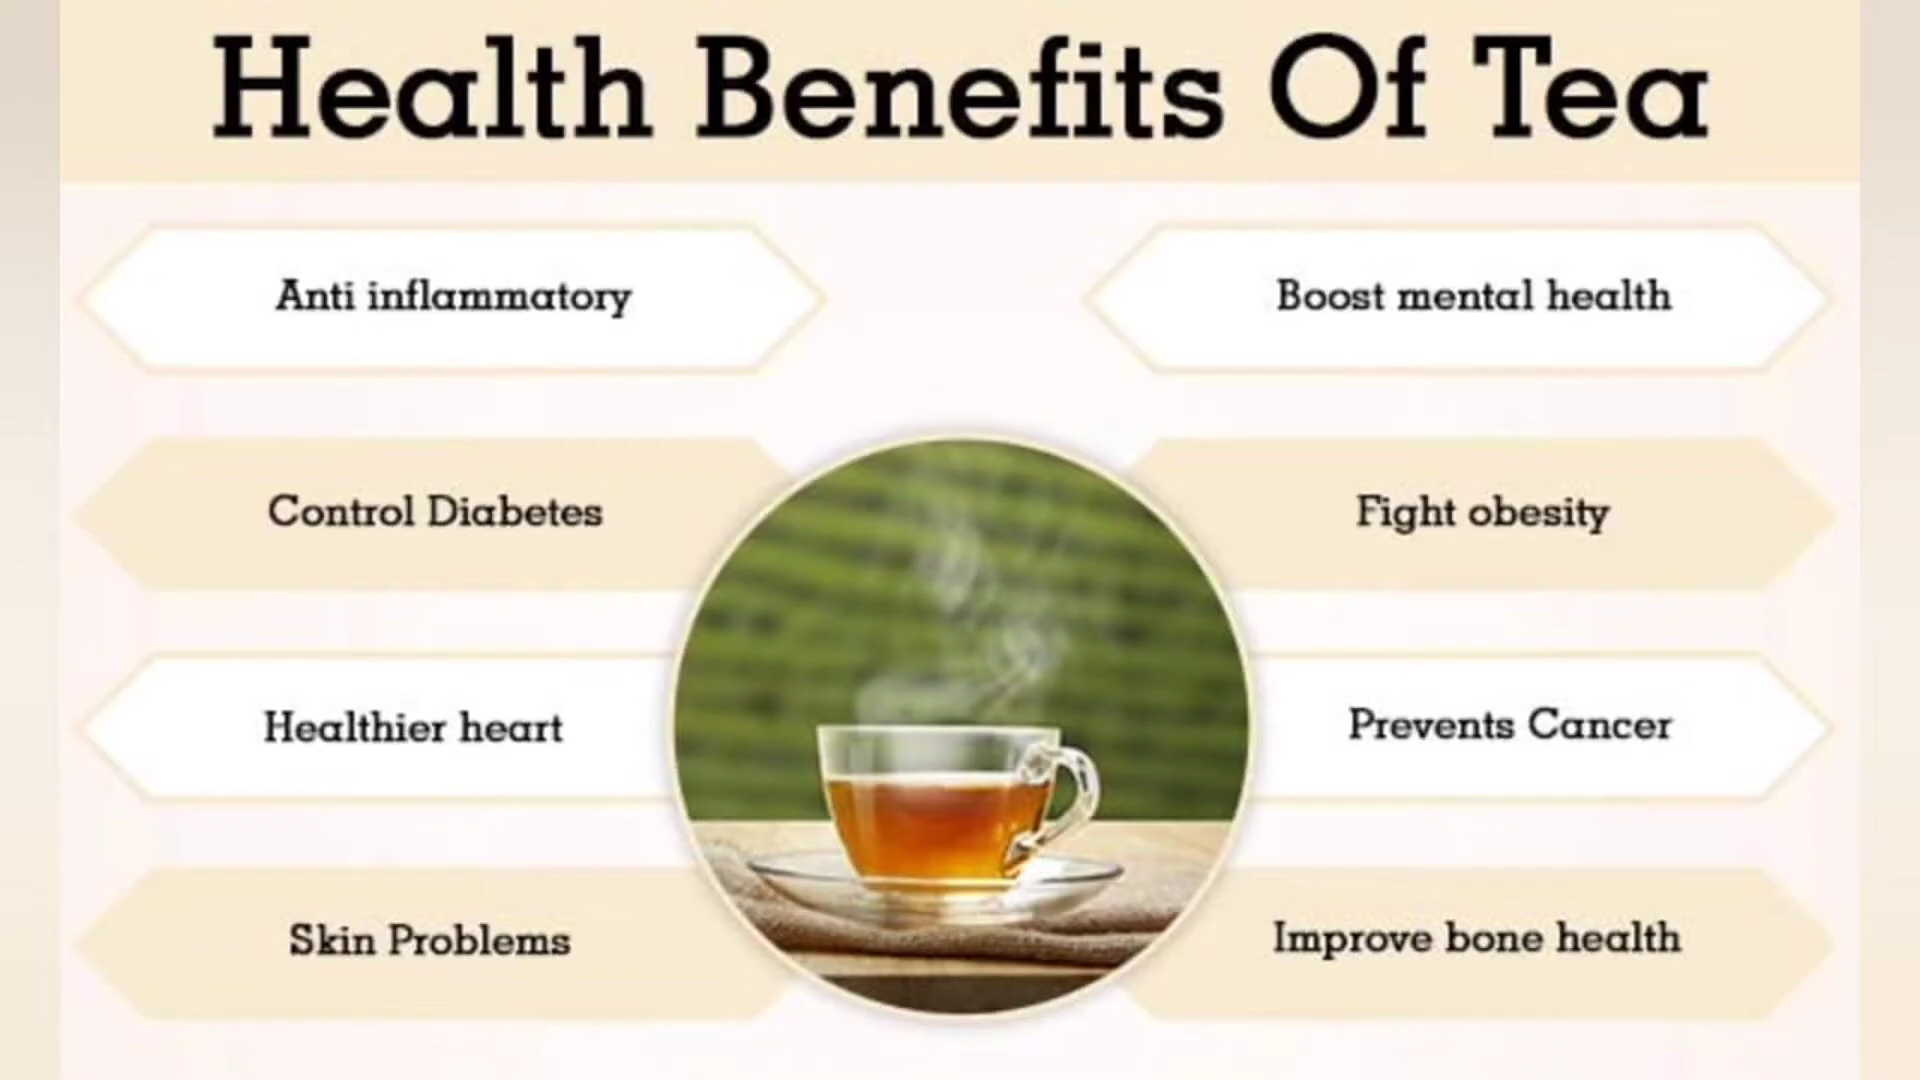 Health Benefits Of Tea
Anti inflammatory
Boost mental health
Control Diabetes
Fight obesity
Healthier heart
Prevents Cancer
Skin Problems
Improve bone health